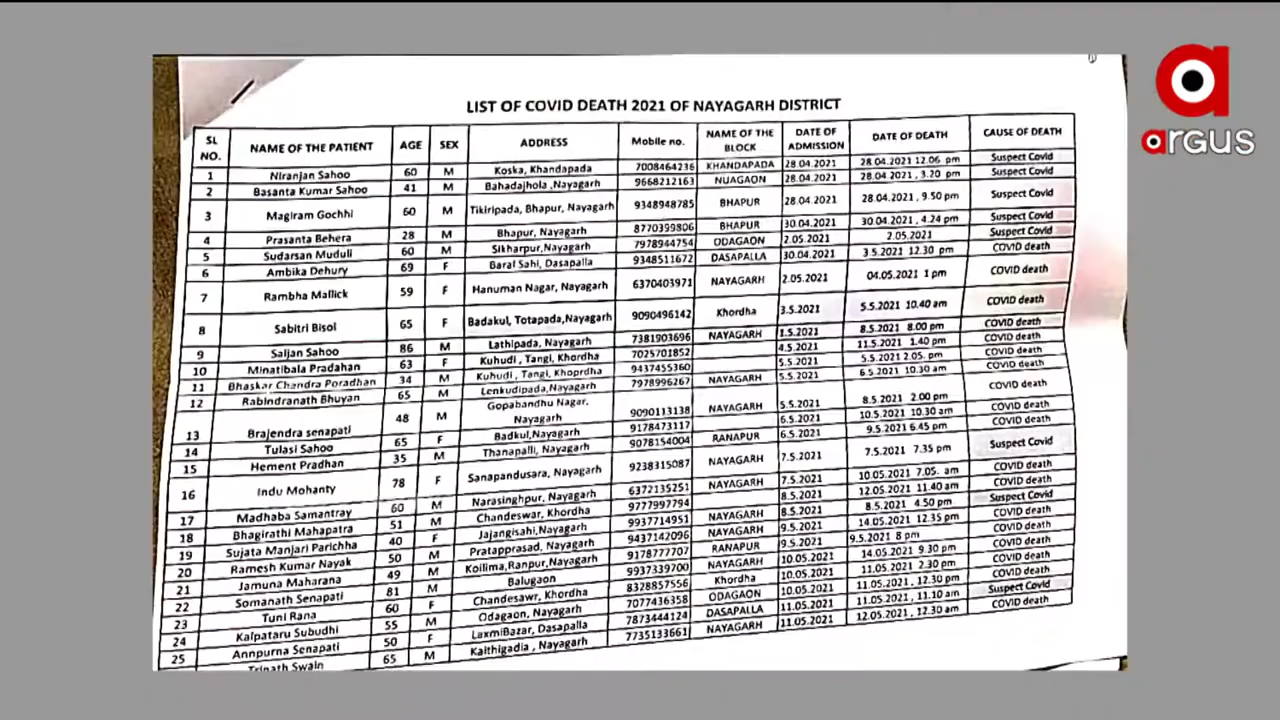 argus
LIST OF COVID DEATH 2021 OF NAYAGARH DISTRICT
SL NO. NAME OF THE PATIENT AGE SEX ADDRESS Mobile no. NAME OF THE BLOCK DATE OF ADMISSION DATE OF DEATH CAUSE OF DEATH
1 Niranjan Sahoo 60 M Koska, Khandapada 7008464236 KHANDAPADA 28.04.2021 28.04.2021 12.06 pm Suspect Covid
2 Basanta Kumar Sahoo 41 M Bahadajhola ,Nayagarh 9668212163 NUAGON 28.04.2021 28.04.2021 , 3.20 pm Suspect Covid
3 Magiram Gochhi 60 M Tikiripada, Bhapur, Nayagarh 9348948785 BHAPUR 28.04.2021 28.04.2021 , 9.50 pm Suspect Covid
4 Prasanta Behera 28 M Bhapur, Nayagarh 8770399806 BHAPUR 30.04.2021 30.04.2021 , 4.24 pm Suspect Covid
5 Sudarsan Muduli 60 M Sikharpur,Nayagarh 7978944754 ODAGAON 2.05.2021 2.05.2021 Suspect Covid
6 Ambika Dehury 69 F Baral Sahi, Dasapalla 9348511672 DASAPALLA 30.04.2021 3 5.2021 12.30 pm COVID death
7 Rambha Mallick 59 F Hanuman Nagar, Nayagarh 6370403971 NAYAGARH 2.05.2021 04.05.2021 1 pm COVID death
8 Sabitri Bisol 65 F Badakul, Totapada,Nayagarh 9090496142 Khordha 3.5.2021 5.5.2021 10.40 am COVID death
9 Saljan Sahoo 86 M Lathipada, Nayagarh 7381903696 NAYAGARH 1.5.2021 8.5.2021 8.00 pm COVID death
10 Minatibala Pradahan 63 F Kuhudi , Tangi, Khordha 7025701852 4.5.2021 11.5.2021 1.40 pm COVID death
11 Bhaskar Chandra Poradhan 34 M Kuhudi , Tangi, Khoprdha 9437455360 5.5.2021 5.5.2021 2.05. pm COVID death
12 Rabindranath Bhuyan 65 M Lenkudipada,Nayagarh 7978996267 NAYAGARH 5.5.2021 6.5.2021 10.30 am COVID death
13 Brajendra senapati 48 M Gopabandhu Nagar, Nayagarh 9090113138 NAYAGARH 5.5.2021 8.5.2021 2.00 pm COVID death
14 Tulasi Sahoo 65 F Badkul,Nayagarh 9178473117 6.5.2021 10.5.2021 10.30 am COVID death
15 Hement Pradhan 35 M Thanapalli, Nayagarh 9078154004 RANAPUR 6.5.2021 9.5.2021 6.45 pm COVID death
16 Indu Mohanty 78 F Sanapandusara, Nayagarh 9238315087 NAYAGARH 7.5.2021 7.5.2021 7.35 pm Suspect Covid
17 Madhaba Samantray 60 M Narasinghpur, Nayagarh 6372135251 7.5.2021 10.05.2021 7.05. am COVID death
18 Bhagirathi Mahapatra 51 M Chandeswar, Khordha 9777997794 8.5.2021 12.05.2021 11.40 am COVID death
19 Sujata Manjari Parichha 40 F Jajangisahi,Nayagarh 9937714951 NAYAGARH 8.5.2021 8.5.2021 4.50 pm Suspect Covid
20 Ramesh Kumar Nayak 50 M Pratapprasad, Nayagarh 9437142096 NAYAGARH 9.5.2021 14.05.2021 12.35 pm COVID death
21 Jamuna Maharana 49 M Koilima,Ranpur,Nayagarh 9178777707 RANAPUR 9.5.2021 9.5.2021 8 pm COVID death
22 Somanath Senapati 81 M Balugaon 9937339700 NAYAGARH 10.05.2021 14.05.2021 9.30 pm COVID death
23 Tuni Rana 60 F Chandesawr, Khordha 8328857556 Khordha 10.05.2021 11.05.2021 2.30 pm COVID death
24 Kalpataru Subudhi 55 M Odagaon, Nayagarh 7077436358 ODAGAON 10.05.2021 11.05.2021, 12.30 pm COVID death
25 Annpurna Senapati 50 F LaxmiBazar, Dasapalla 7873444124 DASAPALLA 11.05.2021 11.05.2021, 11.10 am Suspect Covid
Trinath Swain 65 M Kaithigadia , Nayagarh 7735133661 NAYAGARH 11.05.2021 12.05.2021, 12.30 am COVID death